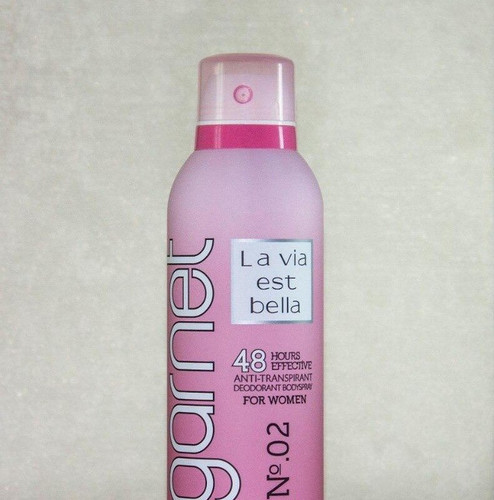 garnet
La via
est
bella
48 HOURS
EFFECTIVE
ANTI-TRANSPIRANT
DEODORANT BODYSPRAY
FOR WOMEN
Nº.02